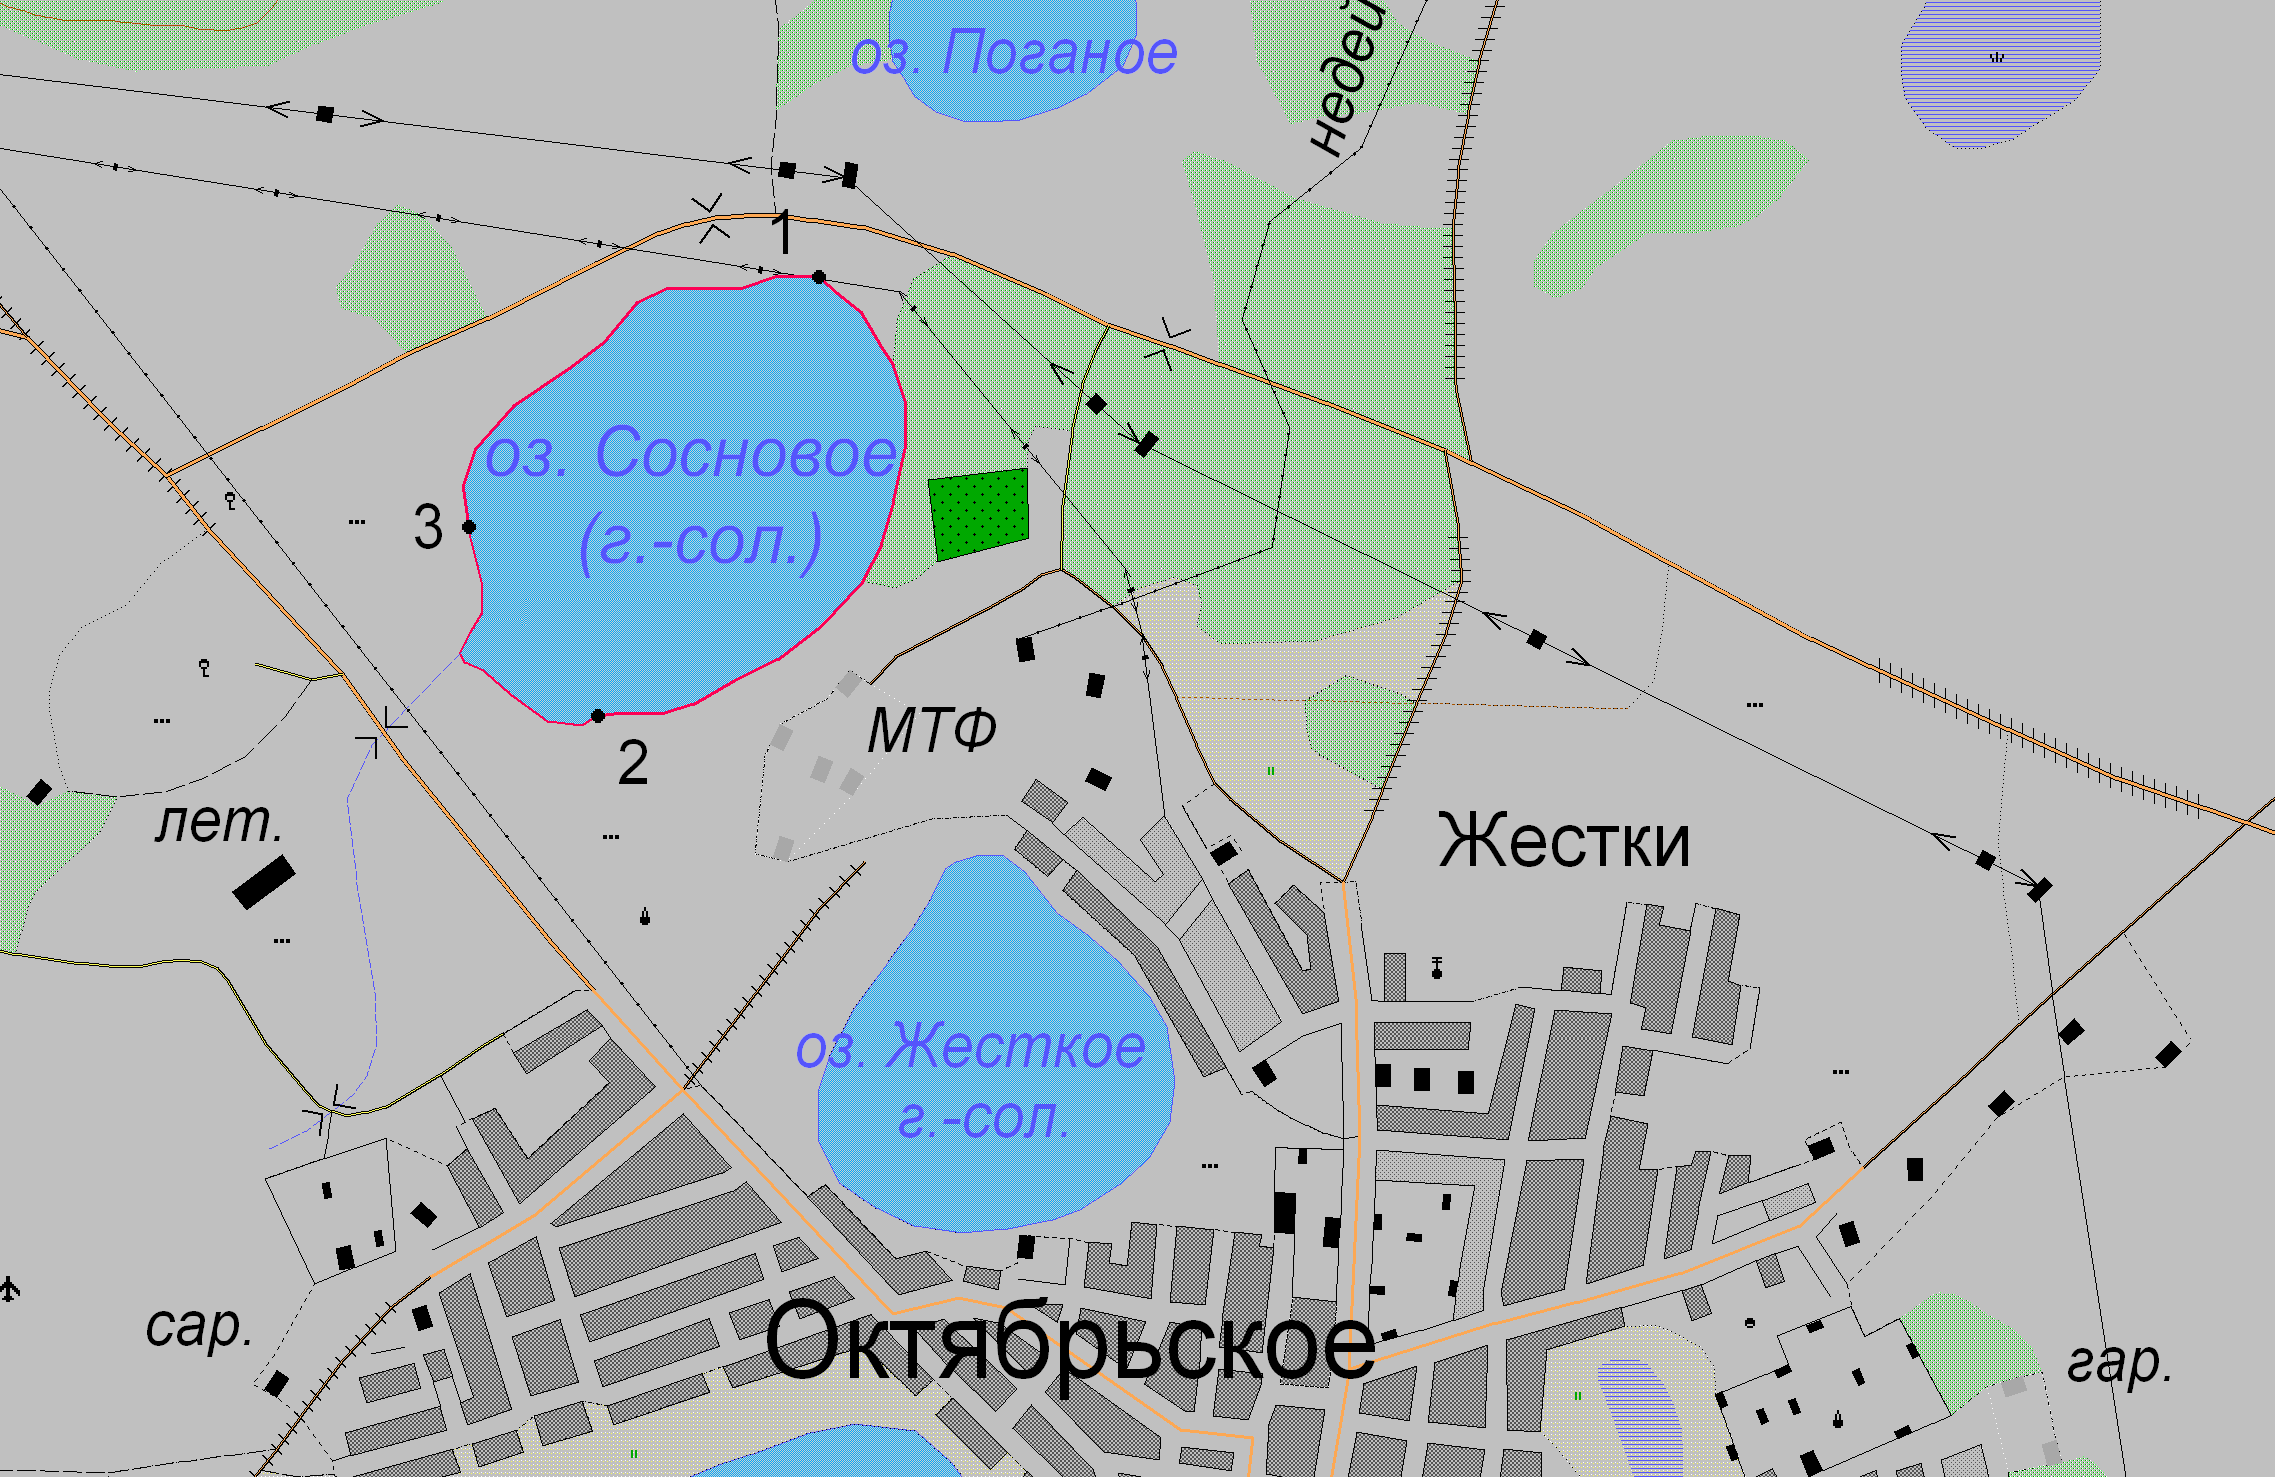 оз. Поганое
недей
1
оз. Сосновое
(г.-сол.)
3
2
МТФ
лет.
Жестки
оз. Жесткое
г.-сол.
сар.
Октябрьское
гар.